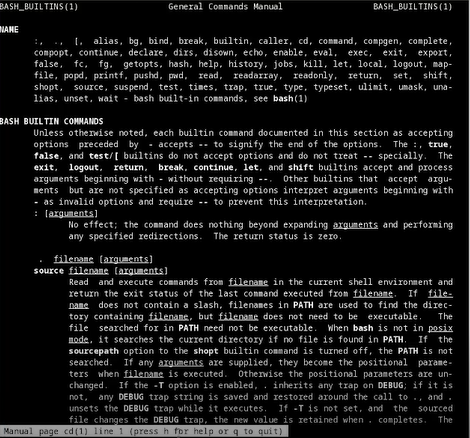 BASH_BUILTINS(1) General Commands Manual BASH_BUILTINS(1)
NAME
:, ., [, alias, bg, bind, break, builtin, caller, cd, command, compgen, complete,
compopt, continue, declare, dirs, disown, echo, enable, eval, exec, exit, export,
false, fc, fg, getopts, hash, help, history, jobs, kill, let, local, logout, map-
file, popd, printf, pushd, pwd, read, readarray, readonly, return, set, shift,
shopt, source, suspend, test, times, trap, true, type, typeset, ulimit, umask, una-
lias, unset, wait - bash built-in commands, see bash(1)
BASH BUILTIN COMMANDS
Unless otherwise noted, each builtin command documented in this section as accepting
options preceded by - accepts -- to signify the end of the options. The :, true,
false, and test/[ builtins do not accept options and do not treat -- specially. The
exit, logout, return, break, continue, let, and shift builtins accept and process
arguments beginning with - without requiring --. Other builtins that accept argu-
ments but are not specified as accepting options interpret arguments beginning with
- as invalid options and require -- to prevent this interpretation.
: [arguments]
No effect; the command does nothing beyond expanding arguments and performing
any specified redirections. The return status is zero.
. filename [arguments]
source filename [arguments]
Read and execute commands from filename in the current shell environment and
return the exit status of the last command executed from filename. If file-
name does not contain a slash, filenames in PATH are used to find the direc-
tory containing filename, but filename does not need to be executable. The
file searched for in PATH need not be executable. When bash is not in posix
mode, it searches the current directory if no file is found in PATH. If the
sourcepath option to the shopt builtin command is turned off, the PATH is not
searched. If any arguments are supplied, they become the positional parame-
ters when filename is executed. Otherwise the positional parameters are un-
changed. If the -T option is enabled, . inherits any trap on DEBUG; if it is
not, any DEBUG trap string is saved and restored around the call to ., and .
unsets the DEBUG trap while it executes. If -T is not set, and the sourced
file changes the DEBUG trap, the new value is retained when . completes. The
Manual page cd(1) line 1 (press h for help or q to quit)